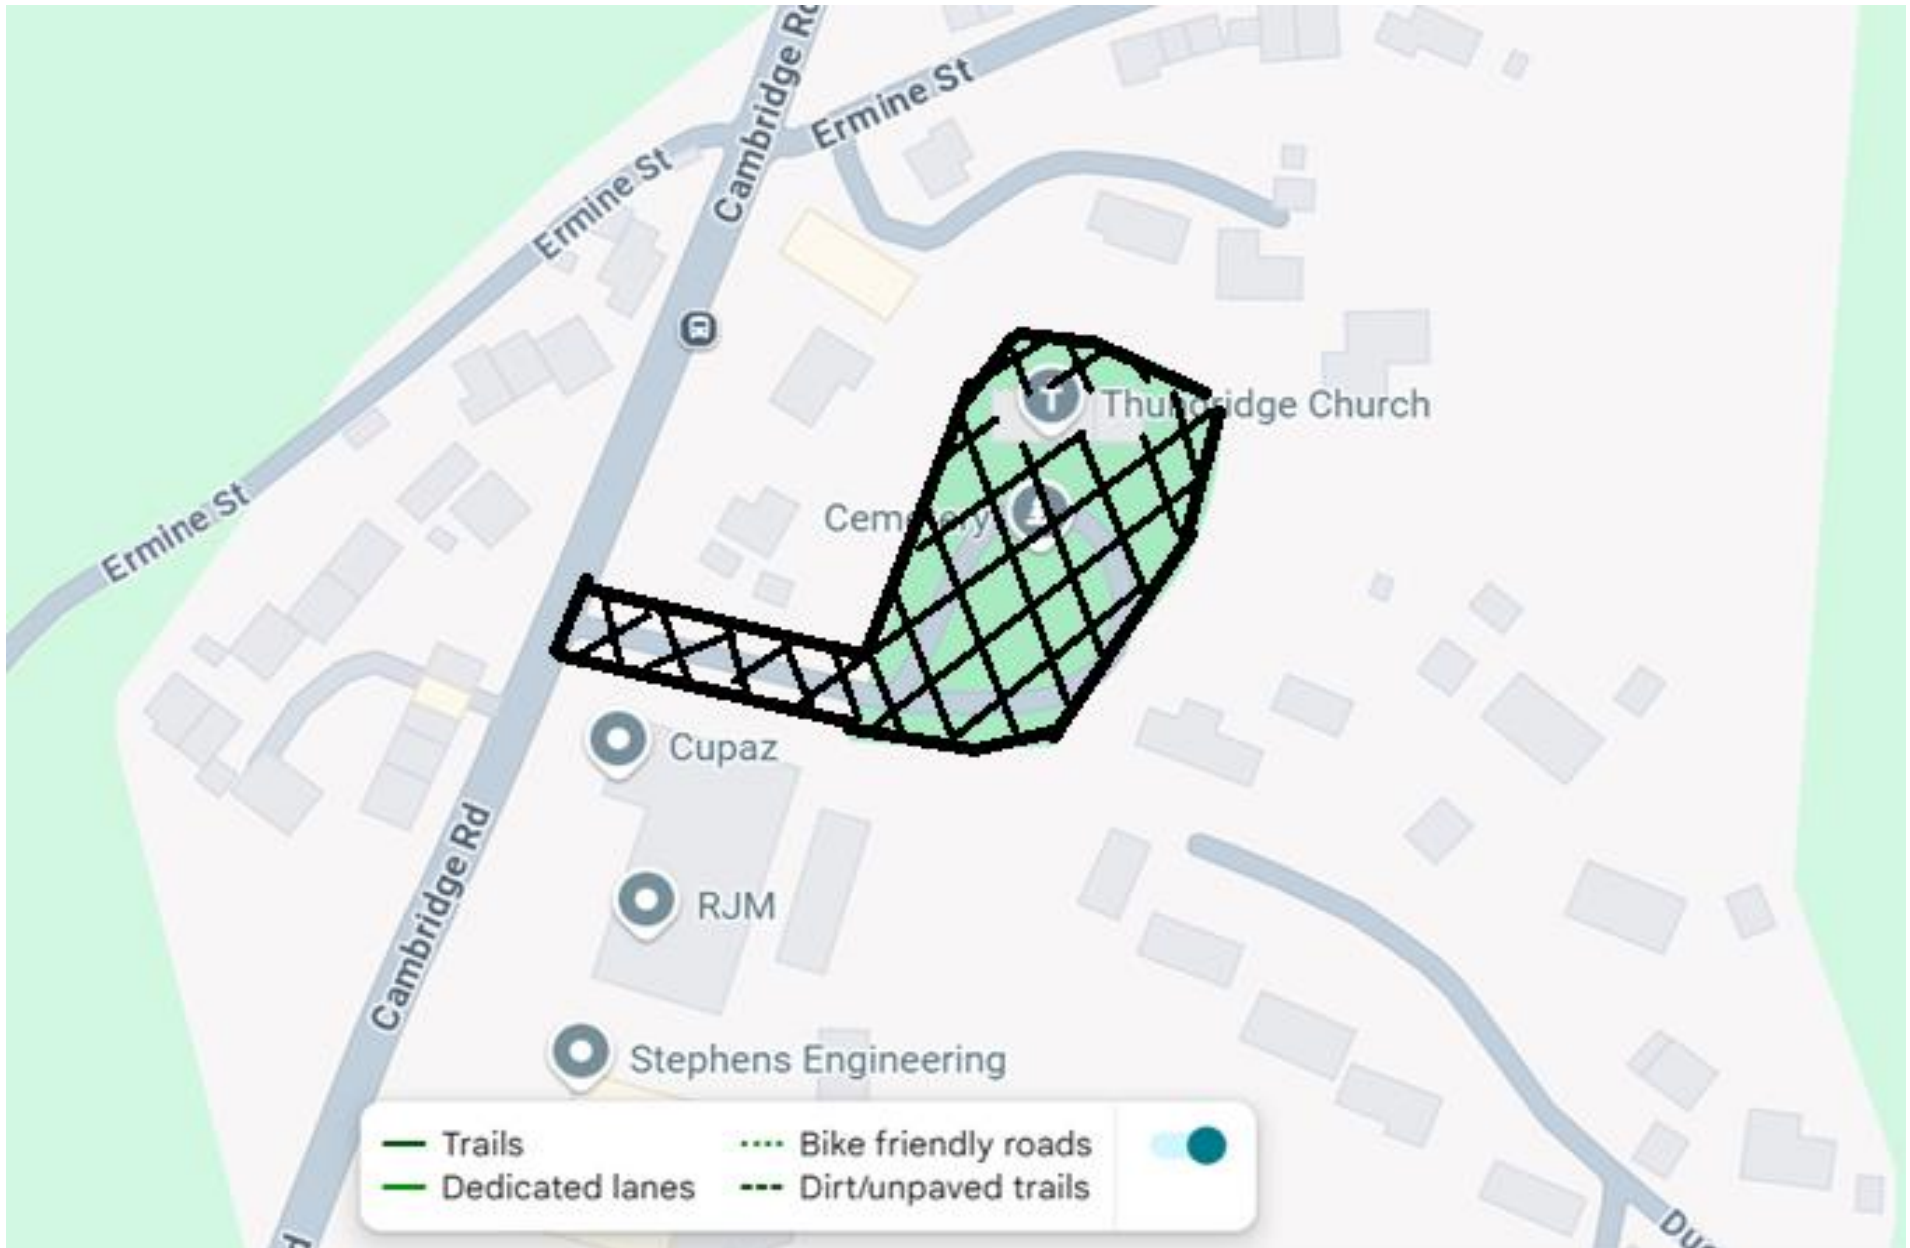 Cambridge Rd
Ermine St
Ermine St
Thundridge Church
Cemetery
Ermine St
Cupaz
Cambridge Rd
RJM
Stephens Engineering
Trails
Bike friendly roads
Dedicated lanes
Dirt/unpaved trails